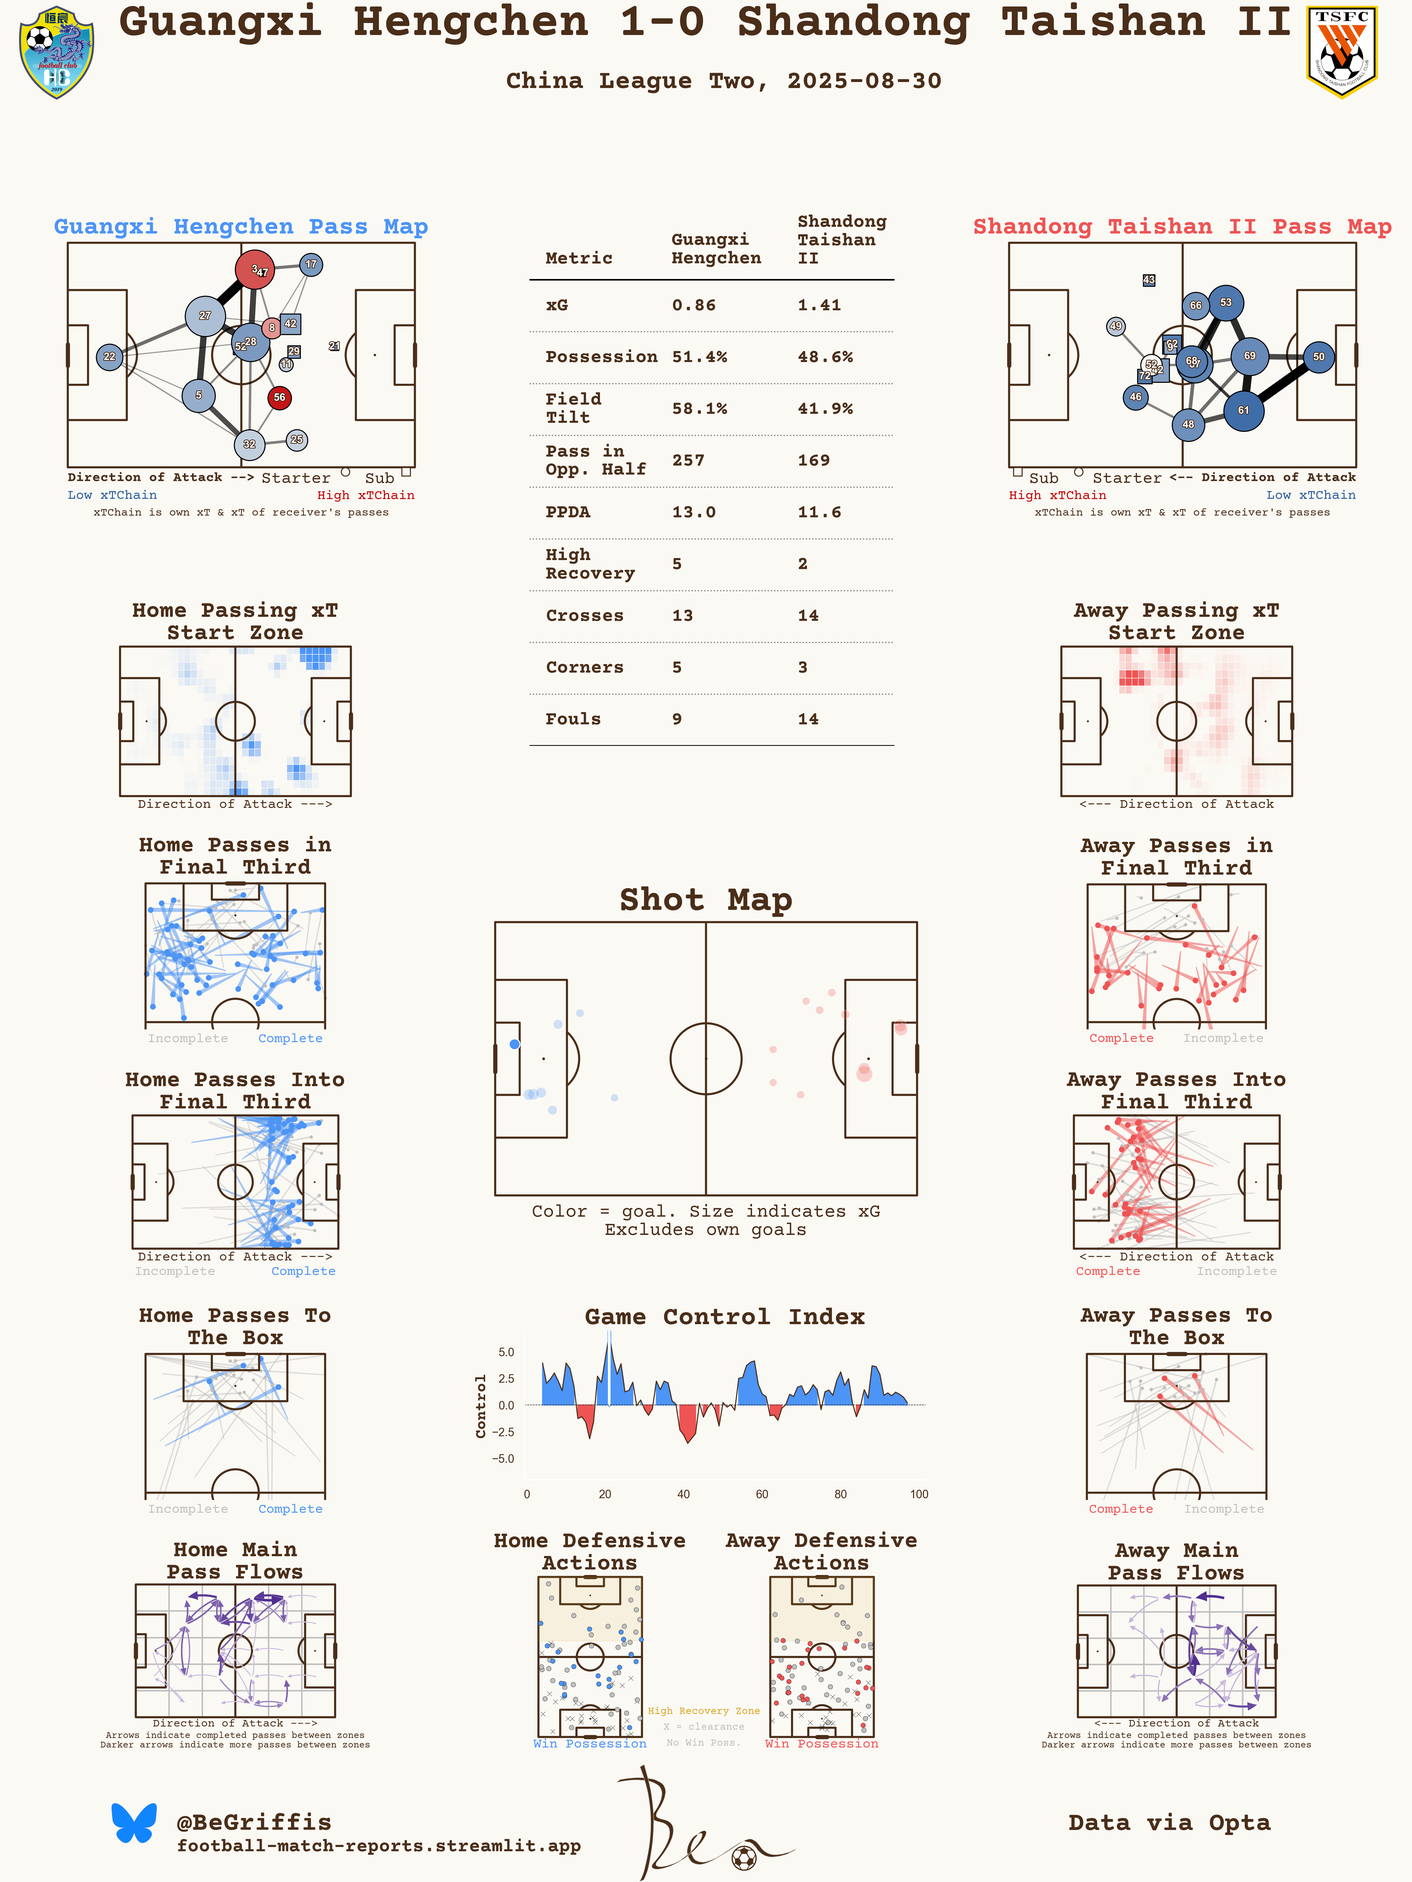 Guangxi Hengchen 1-0 Shandong Taishan II
China League Two, 2025-08-30
恒宸
football club
HC
2019
TSFC
Guangxi Hengchen Pass Map
3
47
17
27
42
8
28
52
21
29
11
22
5
56
32
25
Direction of Attack --> Starter Sub
Low xTChain High xTChain
xTChain is own xT & xT of receiver's passes
Metric Guangxi Hengchen Shandong Taishan II
xG 0.86 1.41
Possession 51.4% 48.6%
Field Tilt 58.1% 41.9%
Pass in Opp. Half 257 169
PPDA 13.0 11.6
High Recovery 5 2
Crosses 13 14
Corners 5 3
Fouls 9 14
Shandong Taishan II Pass Map
43
66
53
49
68
69
50
52
72
46
61
48
Sub Starter <-- Direction of Attack
High xTChain Low xTChain
xTChain is own xT & xT of receiver's passes
Home Passing xT
Start Zone
Direction of Attack --->
Away Passing xT
Start Zone
<--- Direction of Attack
Home Passes in
Final Third
Incomplete Complete
Away Passes in
Final Third
Complete Incomplete
Shot Map
Color = goal. Size indicates xG
Excludes own goals
Home Passes Into
Final Third
Direction of Attack --->
Incomplete Complete
Away Passes Into
Final Third
<--- Direction of Attack
Complete Incomplete
Home Passes To
The Box
Incomplete Complete
Game Control Index
Control
5.0
2.5
0.0
−2.5
−5.0
0 20 40 60 80 100
Away Passes To
The Box
Complete Incomplete
Home Main
Pass Flows
Direction of Attack --->
Arrows indicate completed passes between zones
Darker arrows indicate more passes between zones
Home Defensive
Actions
Win Possession
High Recovery Zone
X = clearance
No Win Poss.
Away Defensive
Actions
Win Possession
Away Main
Pass Flows
<--- Direction of Attack
Arrows indicate completed passes between zones
Darker arrows indicate more passes between zones
@BeGriffis
football-match-reports.streamlit.app
Ben
Data via Opta